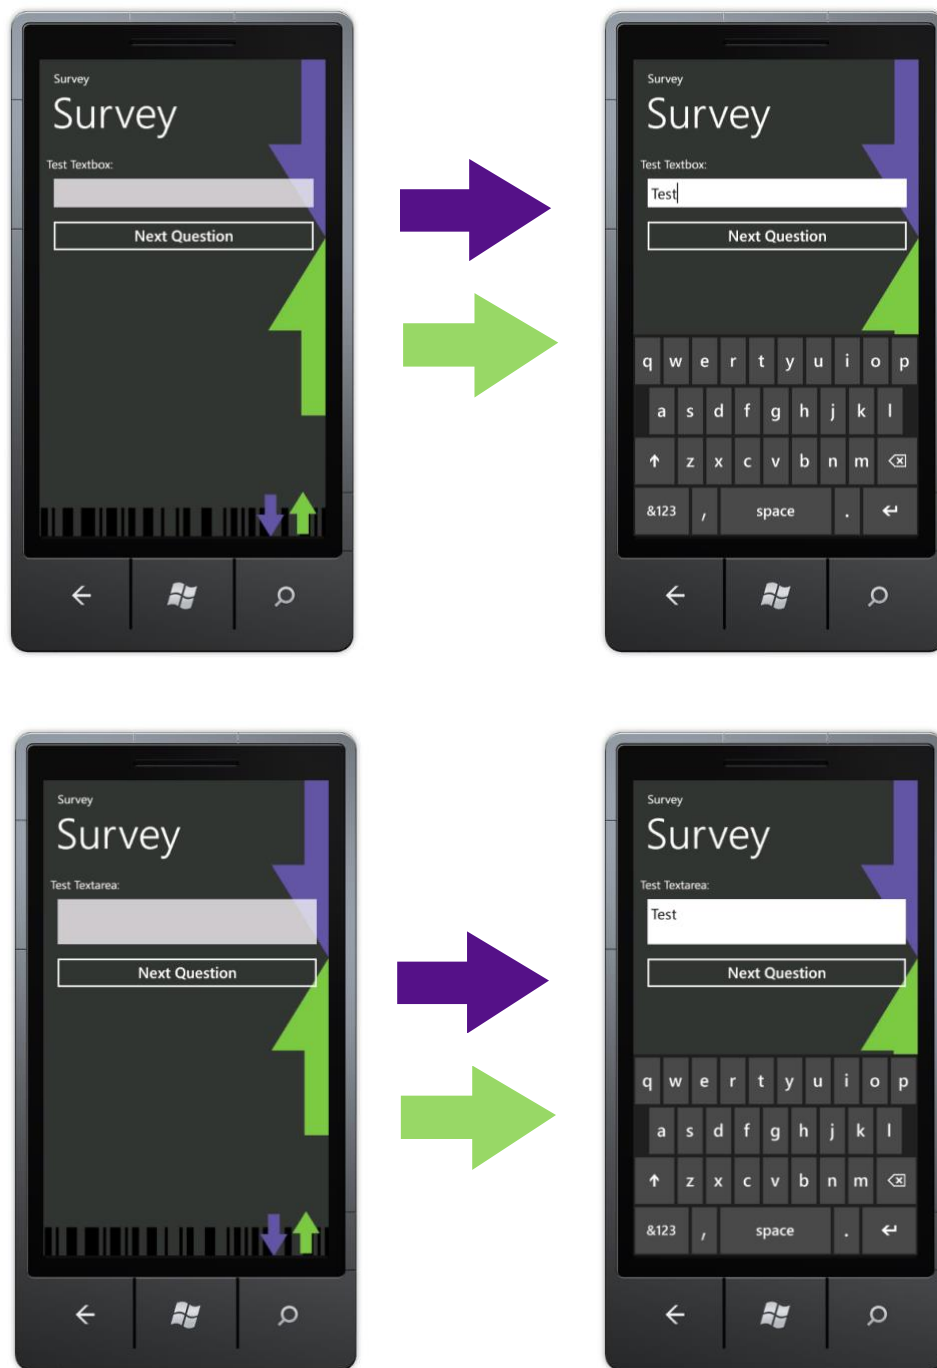 Survey
Survey
Test Textbox:
Next Question
Survey
Survey
Test Textbox:
Test
Next Question
q w e r t y u i o p
a s d f g h j k l
z x c v b n m
&123 , space .
Survey
Survey
Test Textarea:
Next Question
Survey
Survey
Test Textarea:
Test
Next Question
q w e r t y u i o p
a s d f g h j k l
z x c v b n m
&123 , space .